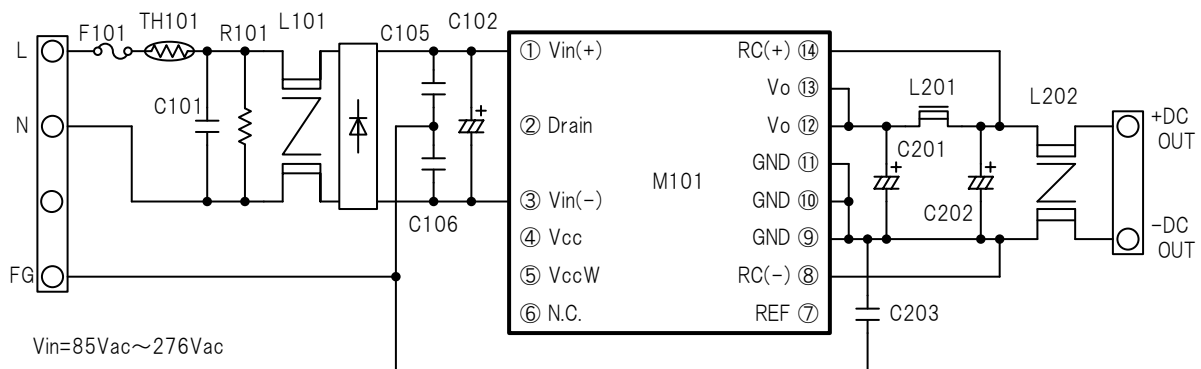 F101
TH101
R101
L101
C105
C102
L
N
FG
C101
C106
① Vin(+)
② Drain
③ Vin(-)
④ Vcc
⑤ VccW
⑥ N.C.
M101
RC(+) ⑭
Vo ⑬
Vo ⑫
GND ⑪
GND ⑩
GND ⑨
RC(-) ⑧
REF ⑦
L201
L202
C201
C202
C203
+DC
OUT
-DC
OUT
Vin=85Vac~276Vac